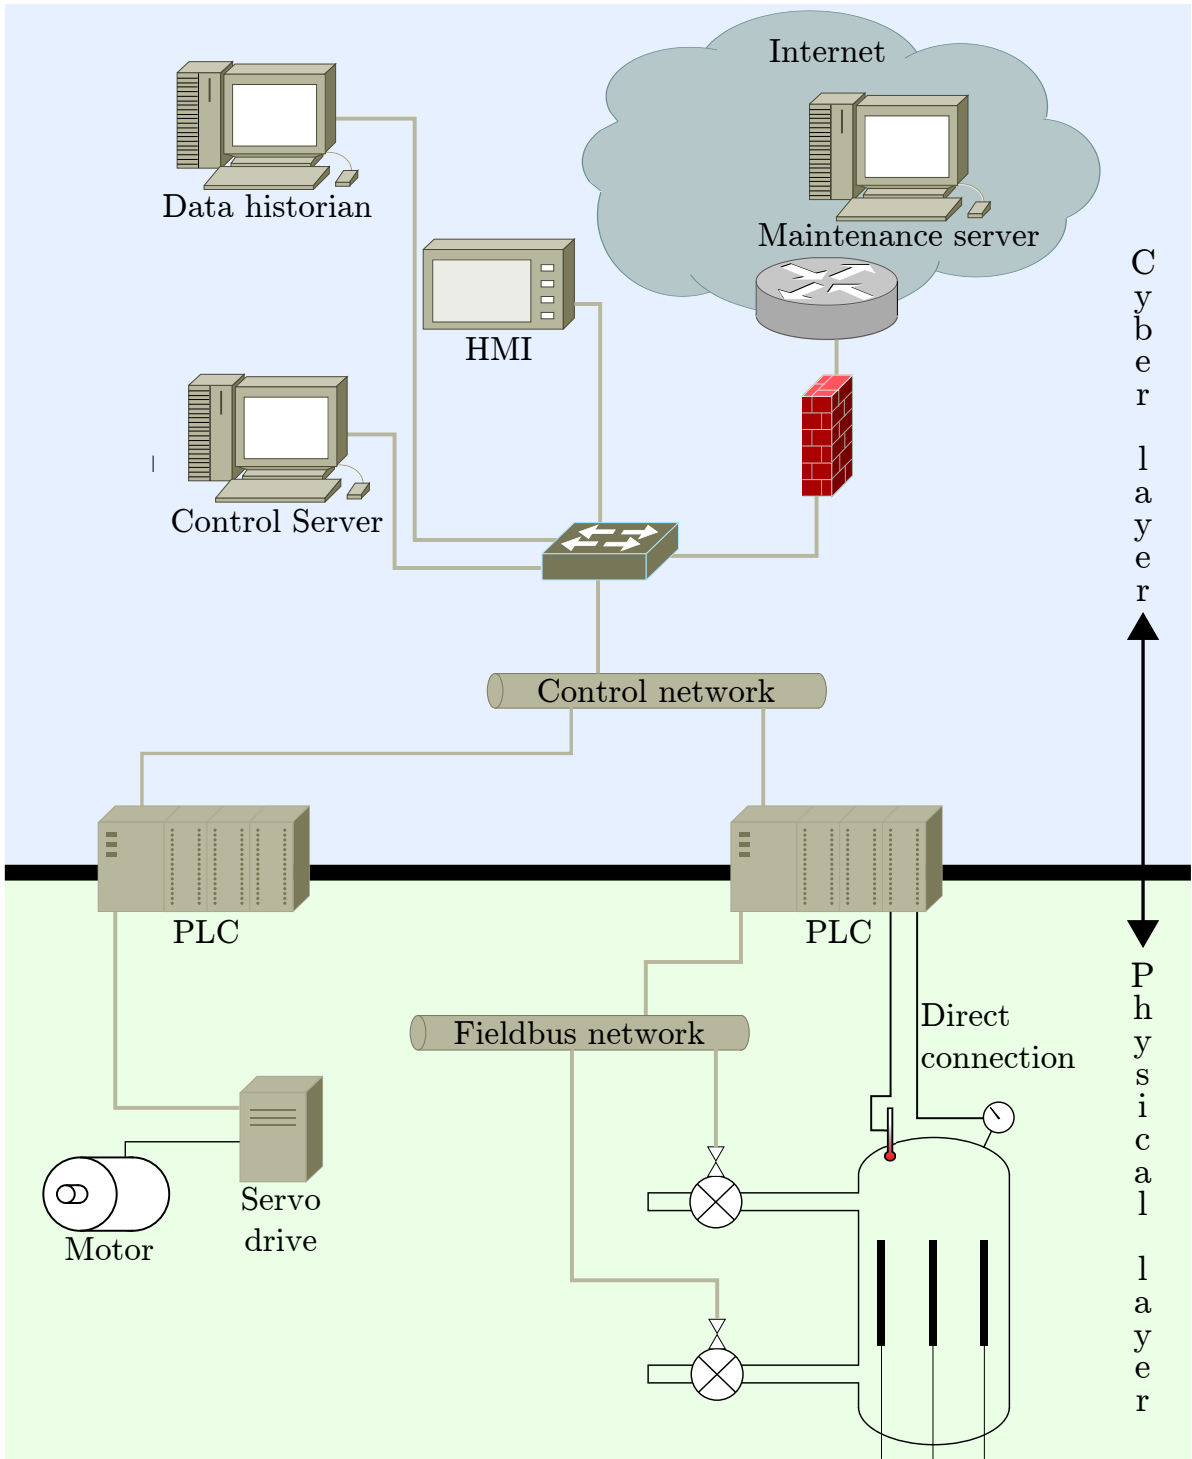 Internet
Data historian
Maintenance server
HMI
Control Server
Cyber layer
Control network
PLC
PLC
Physical layer
Direct
connection
Fieldbus network
Servo
drive
Motor